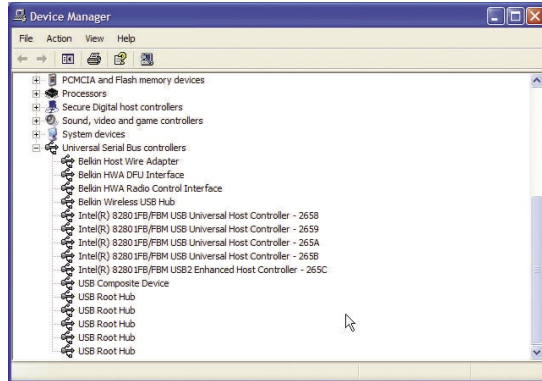 Device Manager
File Action View Help
PCMCIA and Flash memory devices
Processors
Secure Digital host controllers
Sound, video and game controllers
System devices
Universal Serial Bus controllers
Belkin Host Wire Adapter
Belkin HWA DFU Interface
Belkin HWA Radio Control Interface
Belkin Wireless USB Hub
Intel(R) 82801FB/FBM USB Universal Host Controller - 2658
Intel(R) 82801FB/FBM USB Universal Host Controller - 2659
Intel(R) 82801FB/FBM USB Universal Host Controller - 265A
Intel(R) 82801FB/FBM USB Universal Host Controller - 265B
Intel(R) 82801FB/FBM USB2 Enhanced Host Controller - 265C
USB Composite Device
USB Root Hub
USB Root Hub
USB Root Hub
USB Root Hub
USB Root Hub